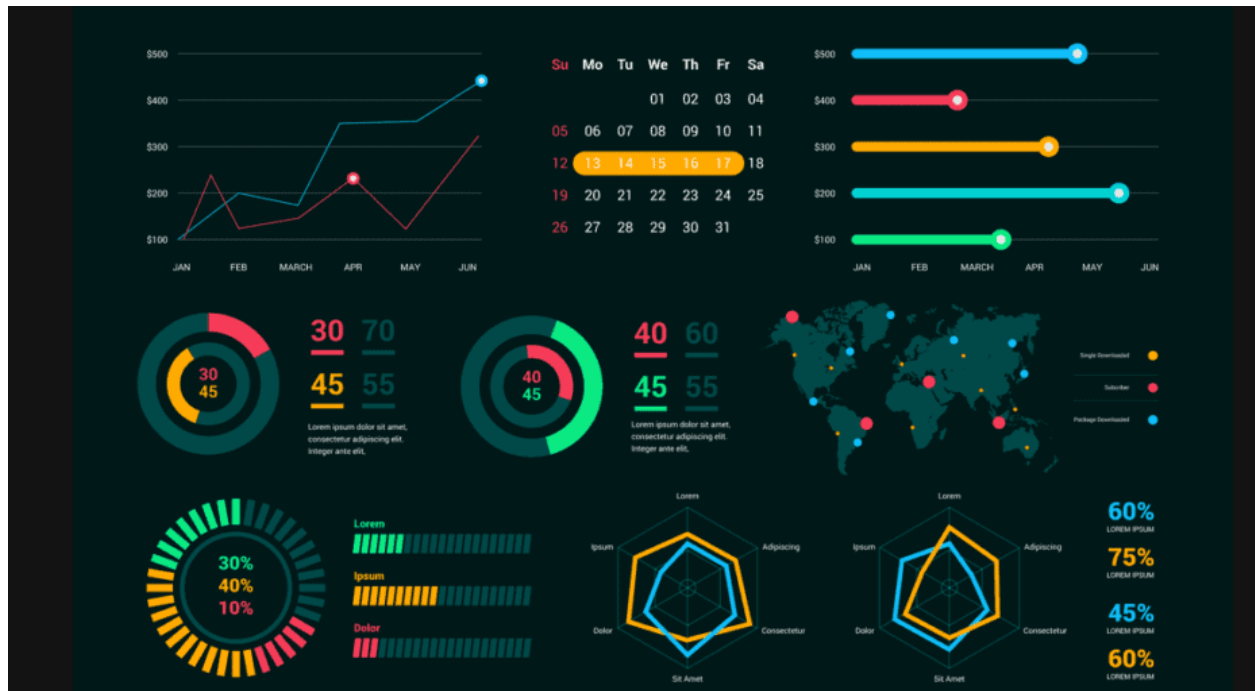 $500
$400
$300
$200
$100
JAN FEB MARCH APR MAY JUN
Su Mo Tu We Th Fr Sa
01 02 03 04
05 06 07 08 09 10 11
12 13 14 15 16 17 18
19 20 21 22 23 24 25
26 27 28 29 30 31
$500
$400
$300
$200
$100
JAN FEB MARCH APR MAY JUN
30
45
30 70
45 55
Lorem ipsum dolor sit amet,
consectetur adipiscing elit.
Integer ante elit,
40
45
40 60
45 55
Lorem ipsum dolor sit amet,
consectetur adipiscing elit.
Integer ante elit,
Single Downloaded
Subcriber
Package Downloaded
30%
40%
10%
Lorem
Ipsum
Dolor
Lorem
Ipsum Adipiscing
Dolor Consectetur
Sit Amet
Lorem
Ipsum Adipiscing
Dolor Consectetur
Sit Amet
60%
LOREM IPSUM
75%
LOREM IPSUM
45%
LOREM IPSUM
60%
LOREM IPSUM